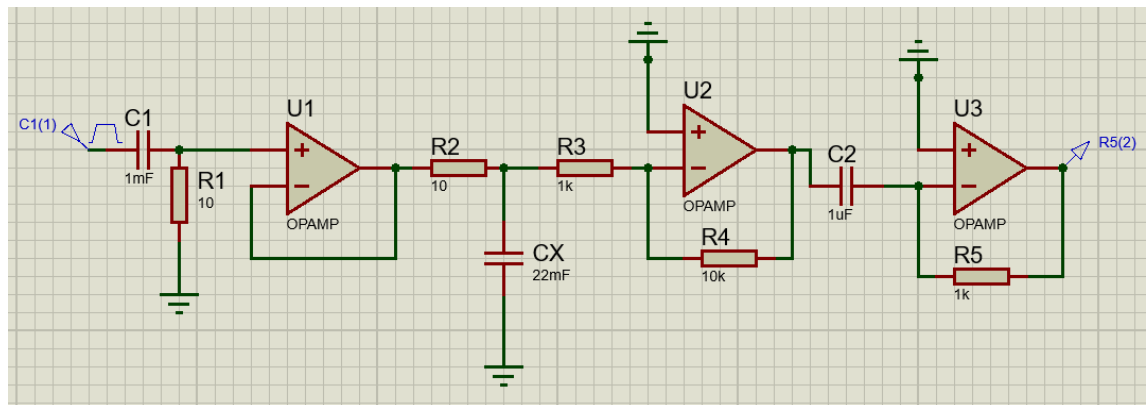 C1(1)
C1
1mF
R1
10
U1
OPAMP
R2
10
CX
22mF
R3
1k
U2
OPAMP
R4
10k
C2
1uF
U3
OPAMP
R5
1k
R5(2)